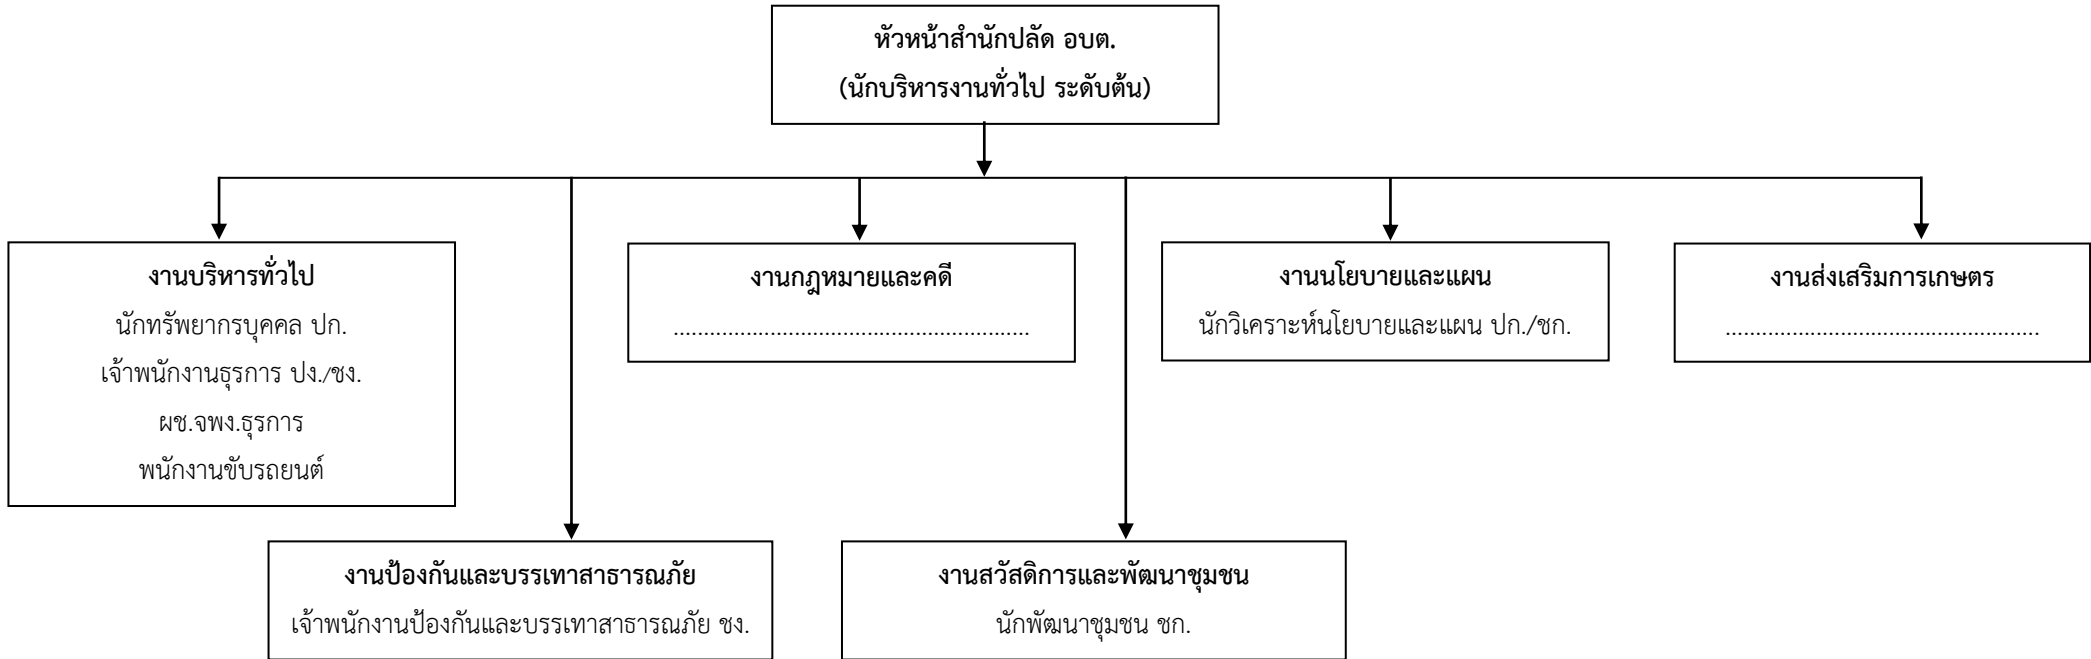 หัวหน้าสำนักปลัด อบต.
(นักบริหารงานทั่วไป ระดับต้น)
งานบริหารทั่วไป
นักทรัพยากรบุคคล ปก.
เจ้าพนักงานธุรการ ปง./ชง.
ผช.จพง.ธุรการ
พนักงานขับรถยนต์
งานกฎหมายและคดี
............................................................
งานนโยบายและแผน
นักวิเคราะห์นโยบายและแผน ปก./ชก.
งานส่งเสริมการเกษตร
.....................................................
งานป้องกันและบรรเทาสาธารณภัย
เจ้าพนักงานป้องกันและบรรเทาสาธารณภัย ชง.
งานสวัสดิการและพัฒนาชุมชน
นักพัฒนาชุมชน ชก.